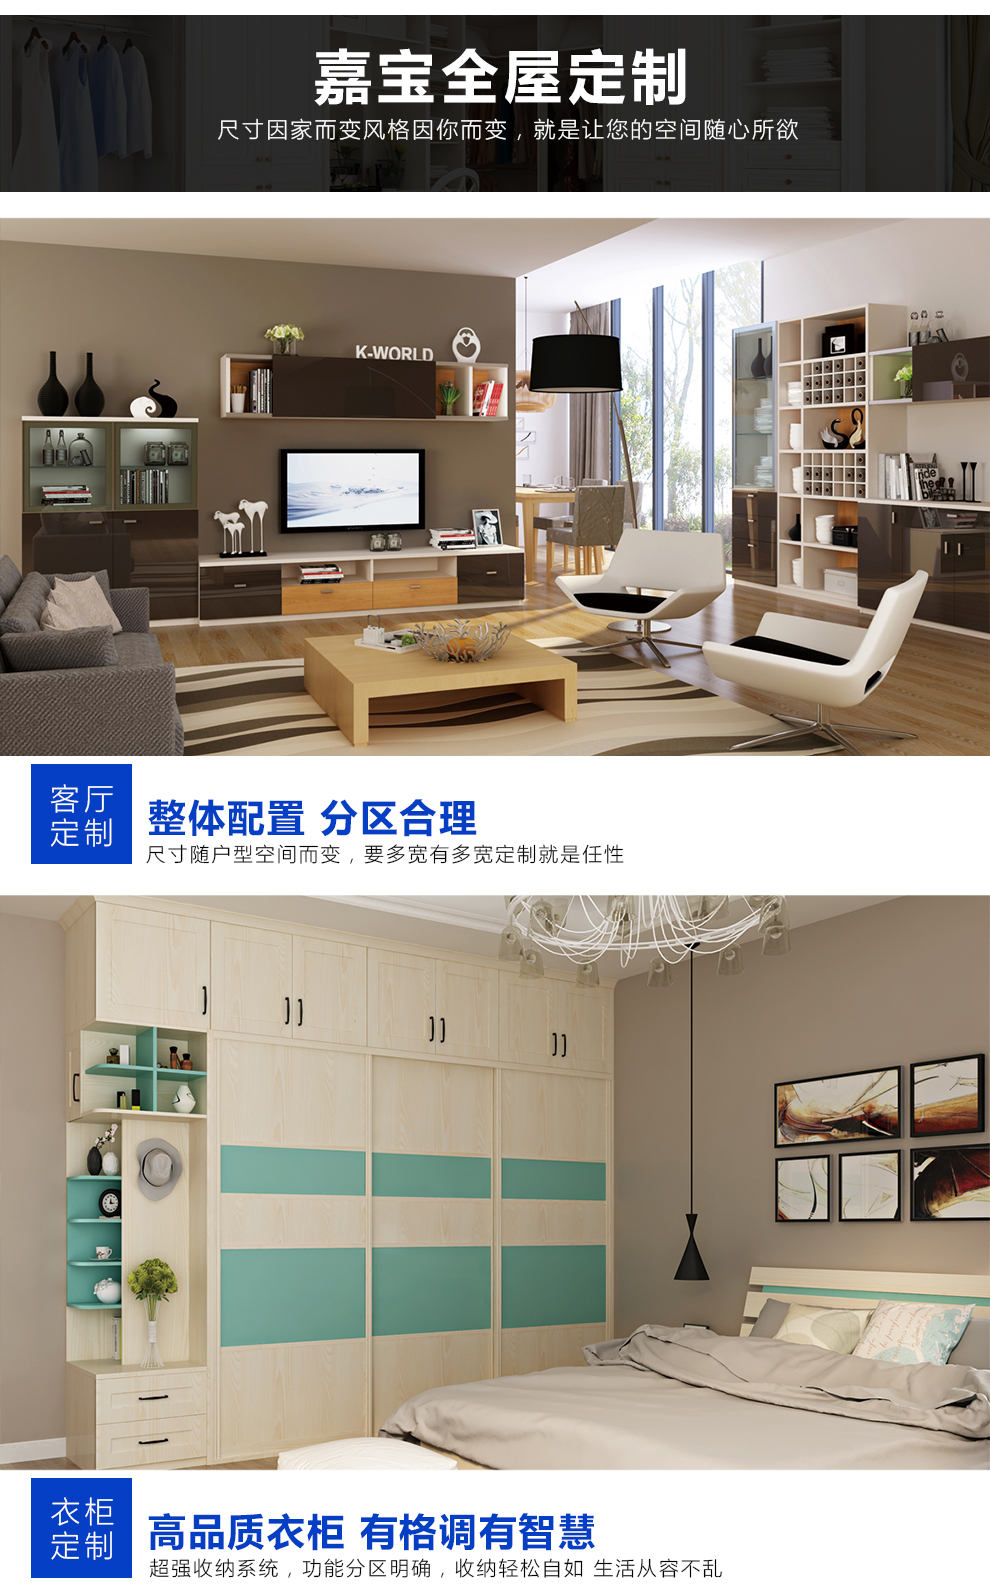 嘉宝全屋定制
尺寸因家而变风格因你而变，就是让您的空间随心所欲
K-WORLD
ride
the
客厅
定制
整体配置 分区合理
尺寸随户型空间而变，要多宽有多宽定制就是任性
衣柜
定制
高品质衣柜 有格调有智慧
超强收纳系统，功能分区明确，收纳轻松自如 生活从容不乱